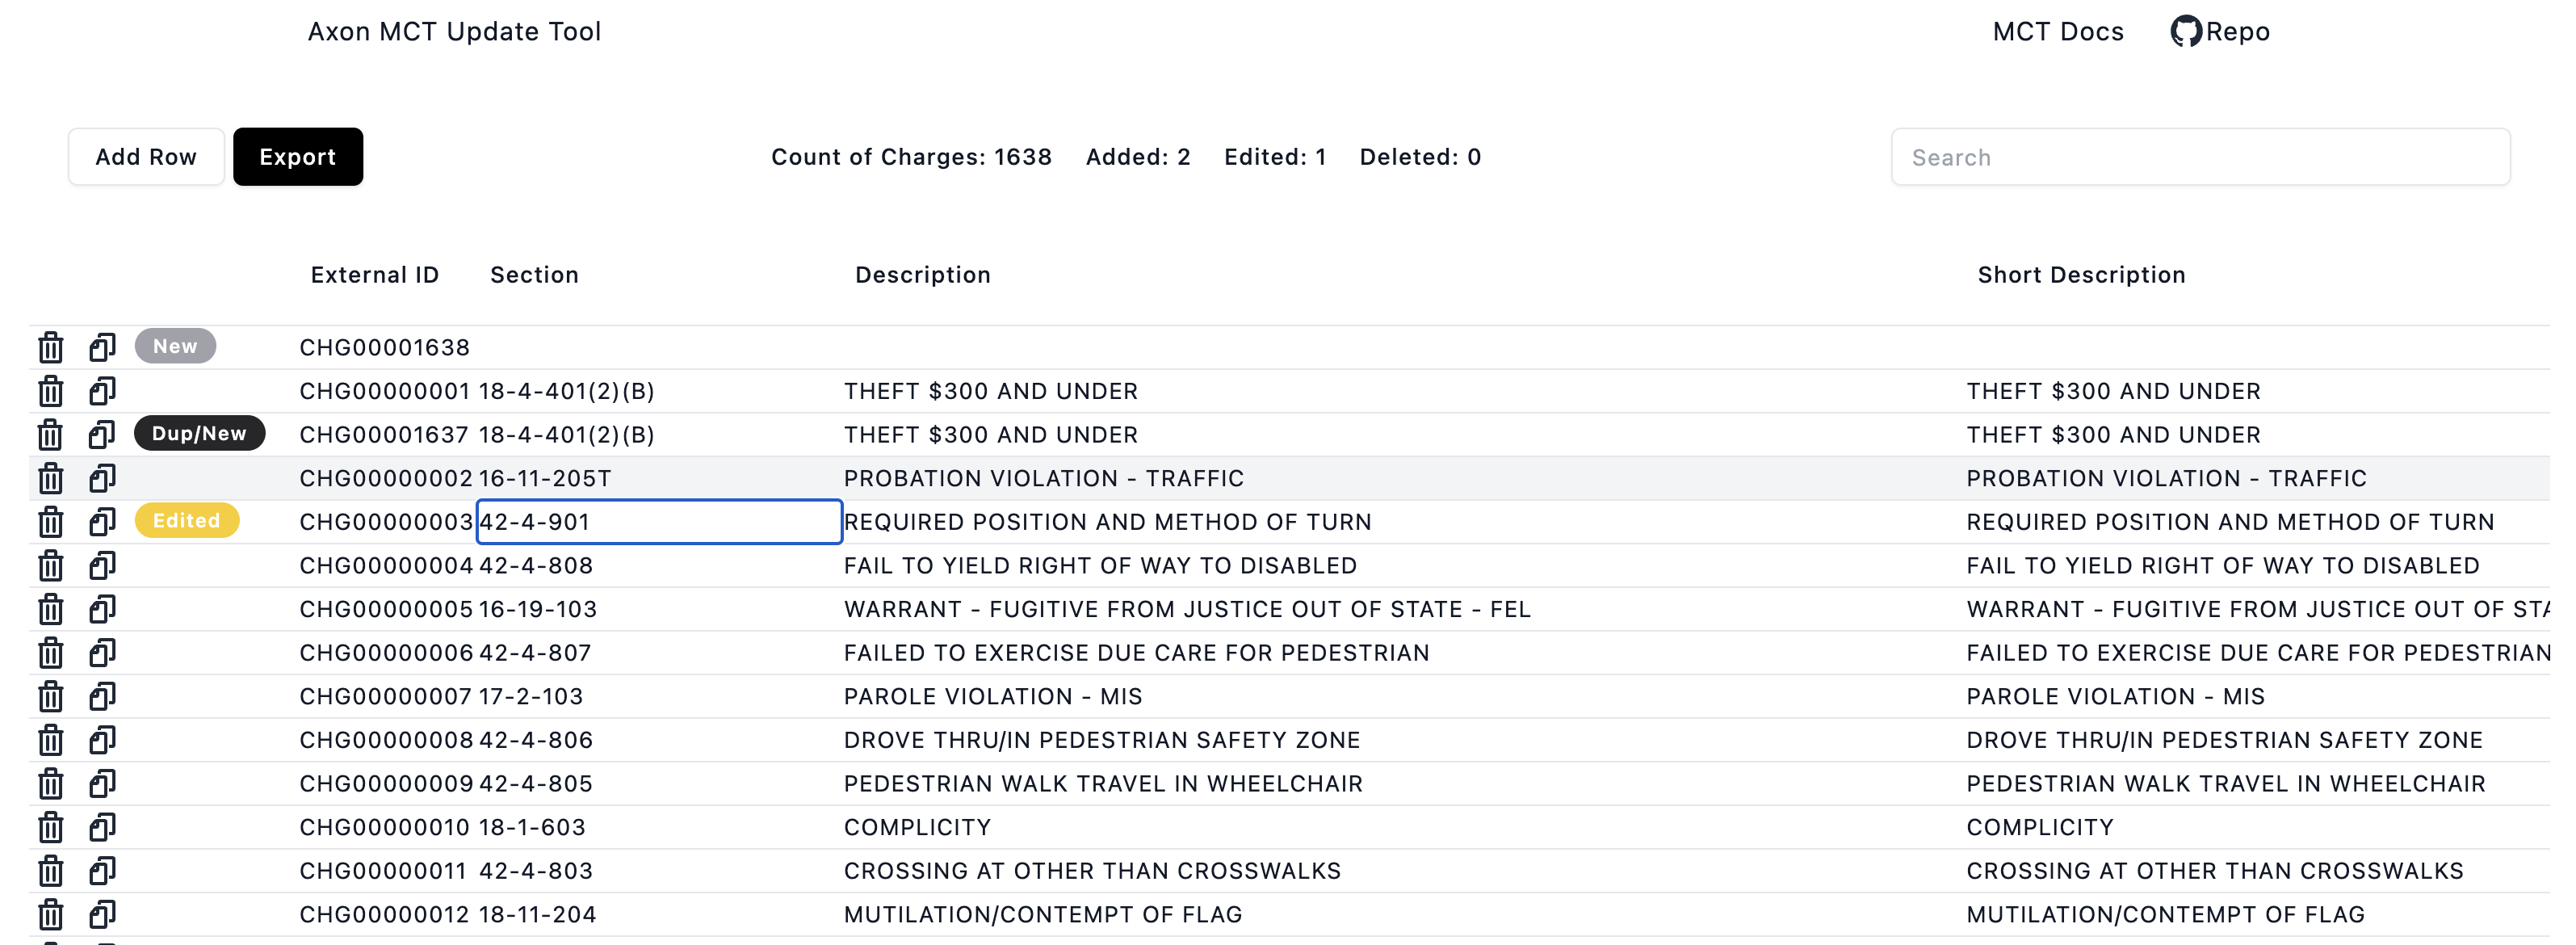 Axon MCT Update Tool MCT Docs Repo
Add Row Export Count of Charges: 1638 Added: 2 Edited: 1 Deleted: 0 Search
External ID Section Description Short Description
New CHG00001638
CHG00000001 18-4-401(2)(B) THEFT $300 AND UNDER THEFT $300 AND UNDER
Dup/New CHG00001637 18-4-401(2)(B) THEFT $300 AND UNDER THEFT $300 AND UNDER
CHG00000002 16-11-205T PROBATION VIOLATION - TRAFFIC PROBATION VIOLATION - TRAFFIC
Edited CHG00000003 42-4-901 REQUIRED POSITION AND METHOD OF TURN REQUIRED POSITION AND METHOD OF TURN
CHG00000004 42-4-808 FAIL TO YIELD RIGHT OF WAY TO DISABLED FAIL TO YIELD RIGHT OF WAY TO DISABLED
CHG00000005 16-19-103 WARRANT - FUGITIVE FROM JUSTICE OUT OF STATE - FEL WARRANT - FUGITIVE FROM JUSTICE OUT OF STA
CHG00000006 42-4-807 FAILED TO EXERCISE DUE CARE FOR PEDESTRIAN FAILED TO EXERCISE DUE CARE FOR PEDESTRIAN
CHG00000007 17-2-103 PAROLE VIOLATION - MIS PAROLE VIOLATION - MIS
CHG00000008 42-4-806 DROVE THRU/IN PEDESTRIAN SAFETY ZONE DROVE THRU/IN PEDESTRIAN SAFETY ZONE
CHG00000009 42-4-805 PEDESTRIAN WALK TRAVEL IN WHEELCHAIR PEDESTRIAN WALK TRAVEL IN WHEELCHAIR
CHG00000010 18-1-603 COMPLICITY COMPLICITY
CHG00000011 42-4-803 CROSSING AT OTHER THAN CROSSWALKS CROSSING AT OTHER THAN CROSSWALKS
CHG00000012 18-11-204 MUTILATION/CONTEMPT OF FLAG MUTILATION/CONTEMPT OF FLAG